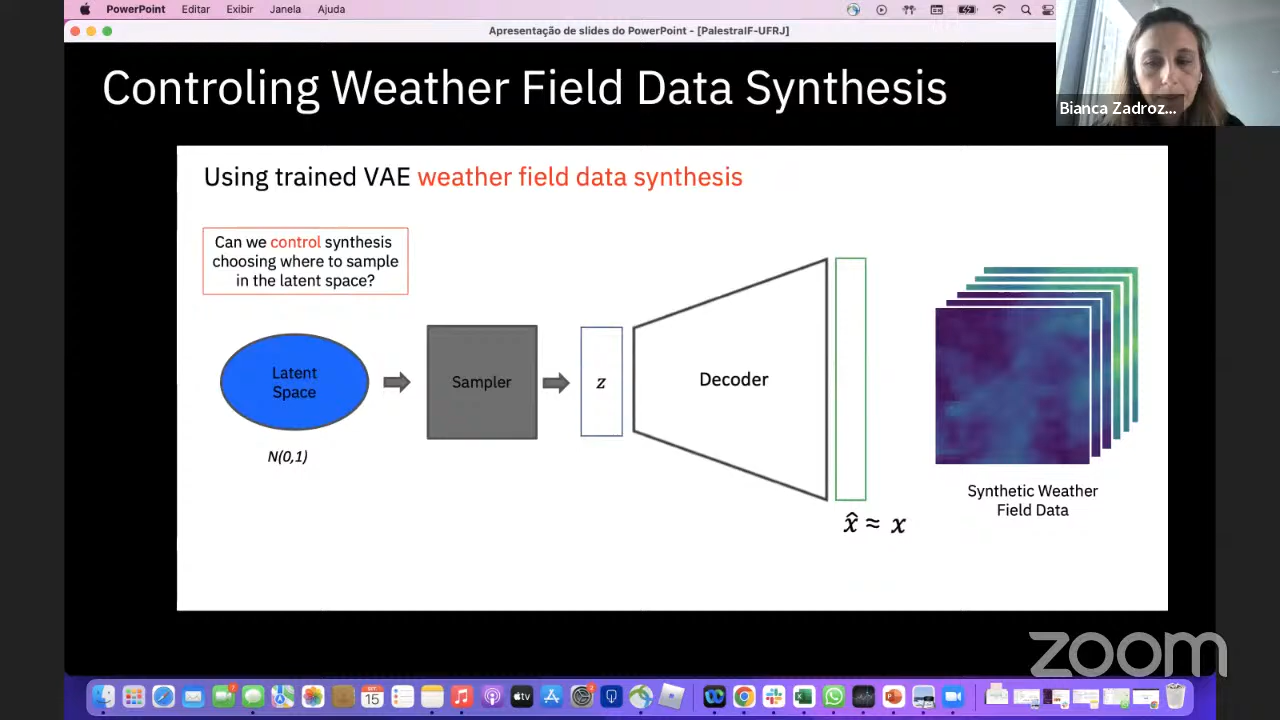 PowerPoint Editar Exibir Janela Ajuda
Apresentação de slides do PowerPoint - [PalestraIF-UFRJ]
Bianca Zadroz...
Controling Weather Field Data Synthesis
Using trained VAE weather field data synthesis
Can we control synthesis
choosing where to sample
in the latent space?
Latent
Space
Sampler
z
Decoder
N(0,1)
x̂ ≈ x
Synthetic Weather
Field Data
zoom
tv
15